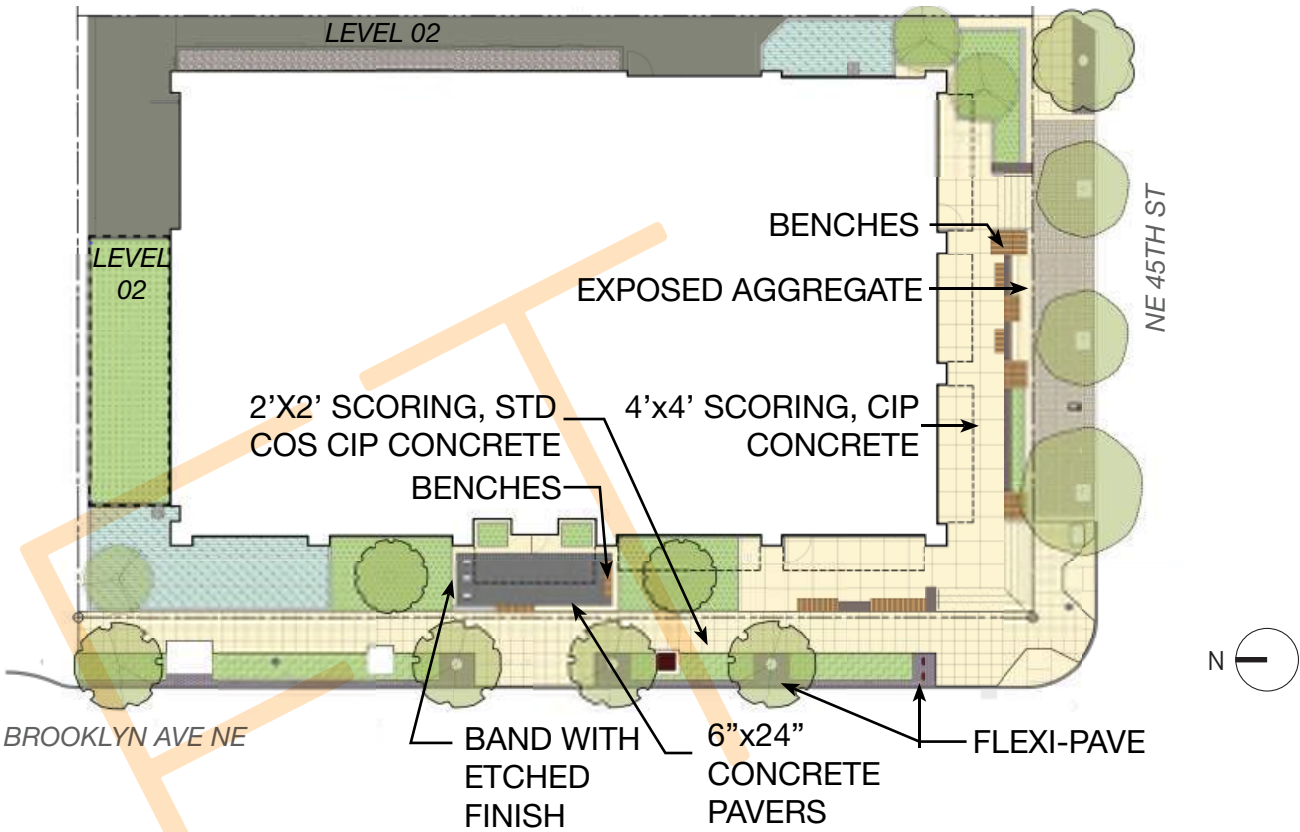 LEVEL 02
NE 45TH ST
BENCHES
LEVEL
02
EXPOSED AGGREGATE
2’X2’ SCORING, STD
COS CIP CONCRETE
4’x4’ SCORING, CIP
CONCRETE
BENCHES
N
BROOKLYN AVE NE
BAND WITH
ETCHED
FINISH
6”x24”
CONCRETE
PAVERS
FLEXI-PAVE